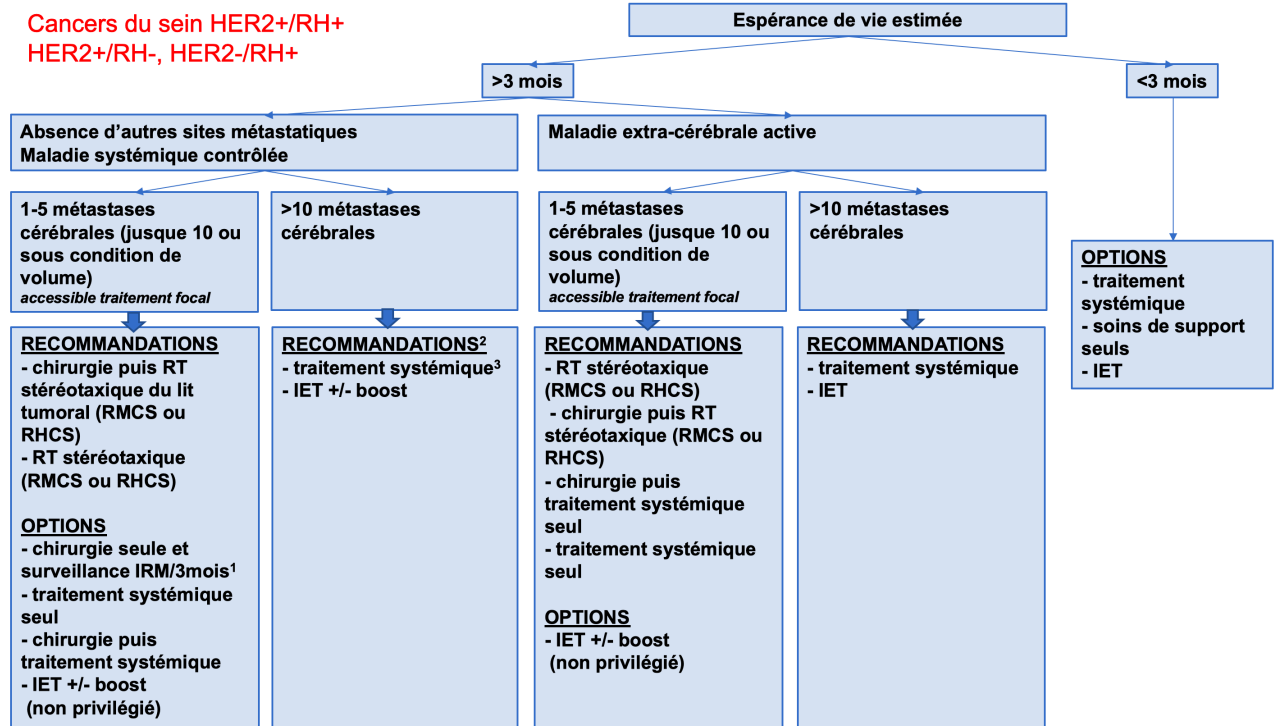 Cancers du sein HER2+/RH+
HER2+/RH-, HER2-/RH+
Espérance de vie estimée
>3 mois
<3 mois
Absence d'autres sites métastatiques
Maladie systémique contrôlée
Maladie extra-cérébrale active
1-5 métastases
cérébrales (jusque 10 ou
sous condition de
volume)
accessible traitement focal
>10 métastases
cérébrales
1-5 métastases
cérébrales (jusque 10 ou
sous condition de
volume)
accessible traitement focal
>10 métastases
cérébrales
OPTIONS
- traitement
systémique
- soins de support
seuls
- IET
RECOMMANDATIONS
- chirurgie puis RT
stéréotaxique du lit
tumoral (RMCS ou
RHCS)
- RT stéréotaxique
(RMCS ou RHCS)
OPTIONS
- chirurgie seule et
surveillance IRM/3mois¹
- traitement systémique
seul
- chirurgie puis
traitement systémique
- IET +/- boost
(non privilégié)
RECOMMANDATIONS²
- traitement systémique³
- IET +/- boost
RECOMMANDATIONS
- RT stéréotaxique
(RMCS ou RHCS)
- chirurgie puis RT
stéréotaxique (RMCS ou
RHCS)
- chirurgie puis
traitement systémique
seul
- traitement systémique
seul
OPTIONS
- IET +/- boost
(non privilégié)
RECOMMANDATIONS
- traitement systémique
- IET